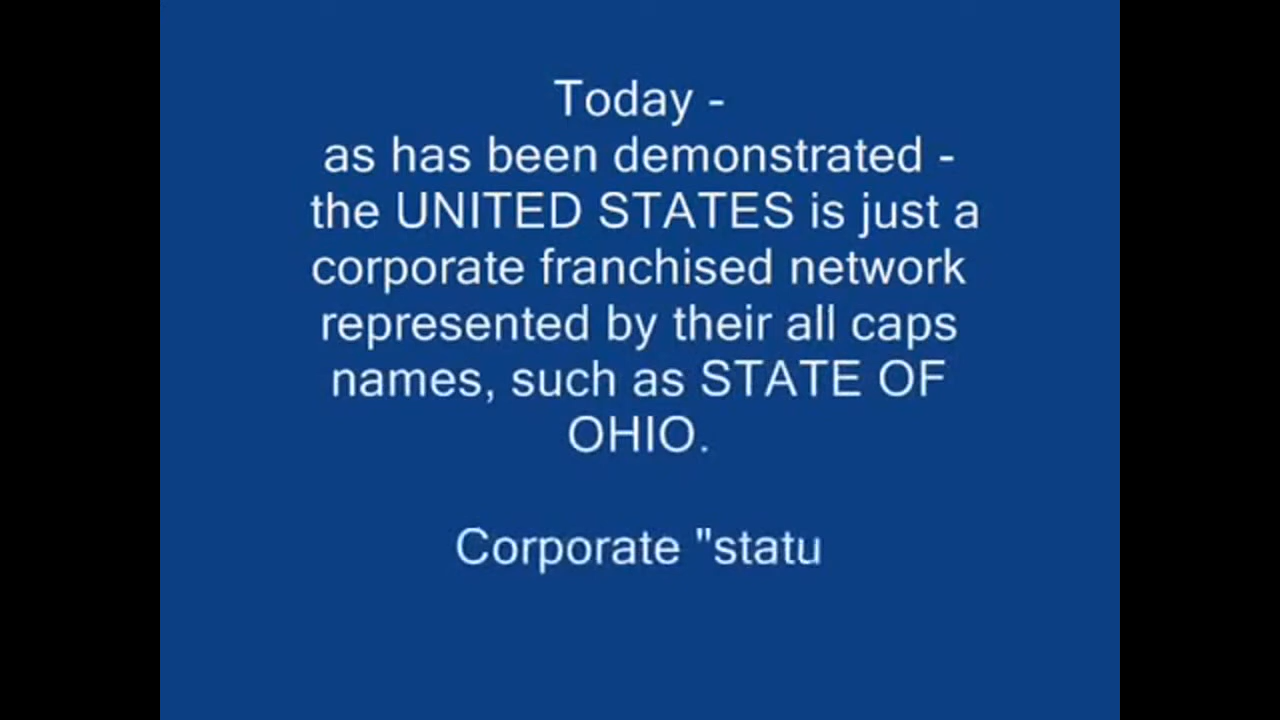 Today -
as has been demonstrated -
the UNITED STATES is just a
corporate franchised network
represented by their all caps
names, such as STATE OF
OHIO.
Corporate "statu